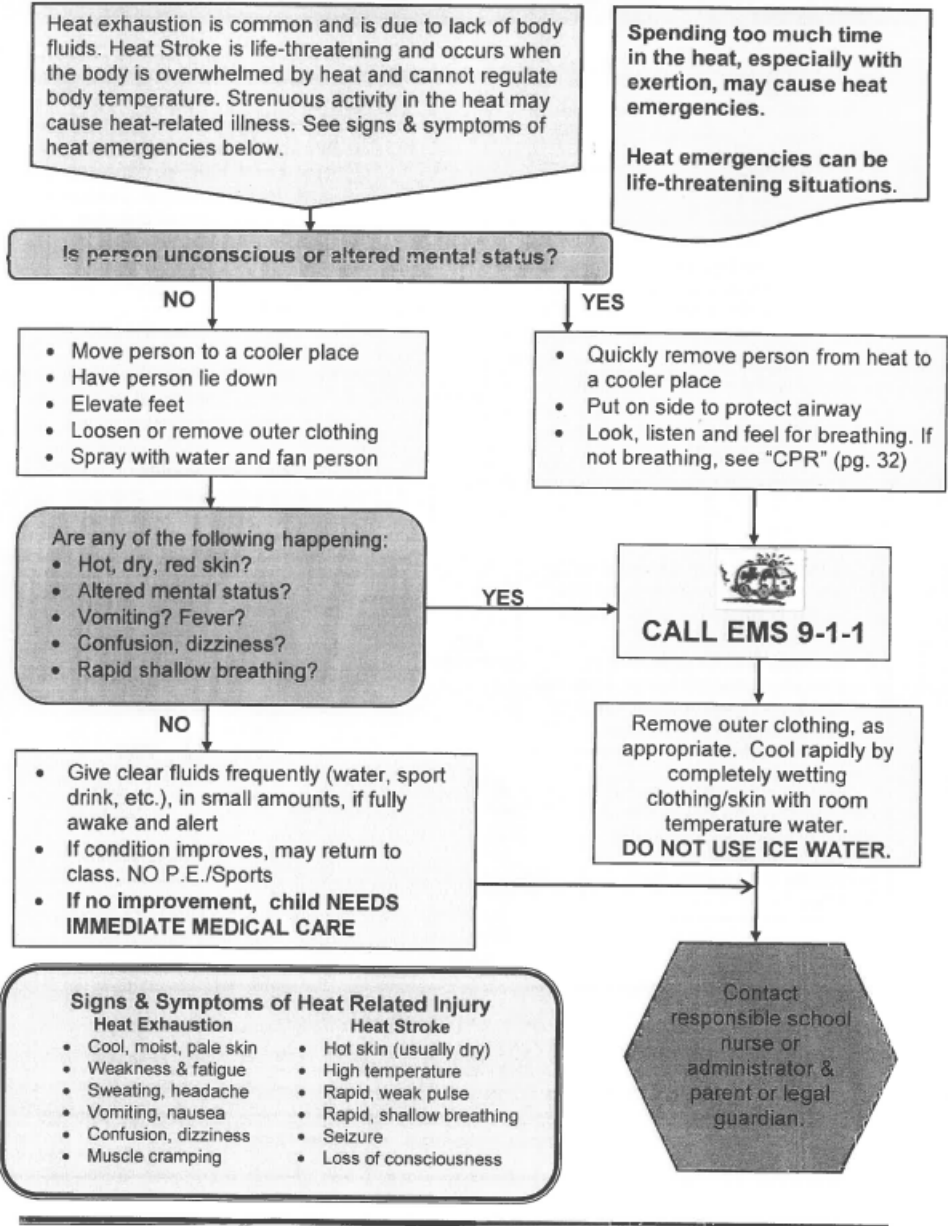 Heat exhaustion is common and is due to lack of body
fluids. Heat Stroke is life-threatening and occurs when
the body is overwhelmed by heat and cannot regulate
body temperature. Strenuous activity in the heat may
cause heat-related illness. See signs & symptoms of
heat emergencies below.
Spending too much time
in the heat, especially with
exertion, may cause heat
emergencies.
Heat emergencies can be
life-threatening situations.
Is person unconscious or altered mental status?
NO
YES
• Move person to a cooler place
• Have person lie down
• Elevate feet
• Loosen or remove outer clothing
• Spray with water and fan person
• Quickly remove person from heat to
a cooler place
• Put on side to protect airway
• Look, listen and feel for breathing. If
not breathing, see "CPR" (pg. 32)
Are any of the following happening:
• Hot, dry, red skin?
• Altered mental status?
• Vomiting? Fever?
• Confusion, dizziness?
• Rapid shallow breathing?
YES
CALL EMS 9-1-1
NO
Remove outer clothing, as
appropriate. Cool rapidly by
completely wetting
clothing/skin with room
temperature water.
DO NOT USE ICE WATER.
• Give clear fluids frequently (water, sport
drink, etc.), in small amounts, if fully
awake and alert
• If condition improves, may return to
class. NO P.E./Sports
• If no improvement, child NEEDS
IMMEDIATE MEDICAL CARE
Contact
responsible school
nurse or
administrator &
parent or legal
guardian.
Signs & Symptoms of Heat Related Injury
Heat Exhaustion
• Cool, moist, pale skin
• Weakness & fatigue
• Sweating, headache
• Vomiting, nausea
• Confusion, dizziness
• Muscle cramping
Heat Stroke
• Hot skin (usually dry)
• High temperature
• Rapid, weak pulse
• Rapid, shallow breathing
• Seizure
• Loss of consciousness